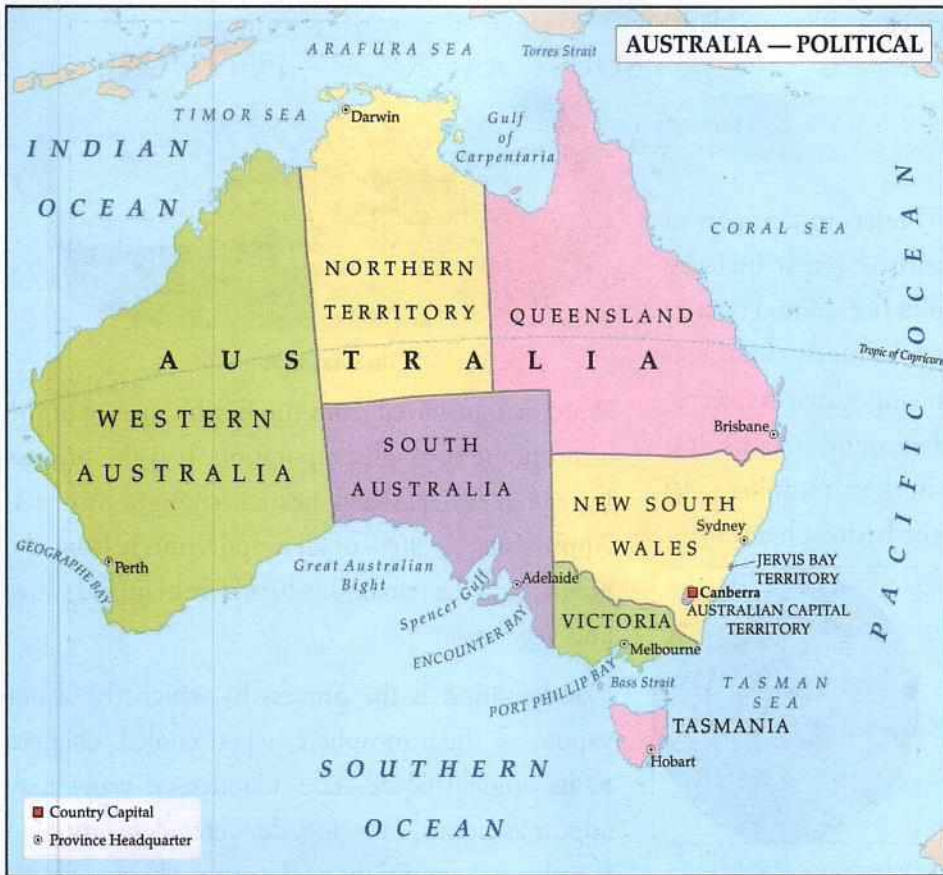 AUSTRALIA — POLITICAL
ARAFURA SEA
Torres Strait
TIMOR SEA
Darwin
Gulf
of
Carpentaria
INDIAN
OCEAN
CORAL SEA
NORTHERN
TERRITORY
QUEENSLAND
AUSTRALIA
Tropic of Capricorn
PACIFIC OCEAN
WESTERN
AUSTRALIA
SOUTH
AUSTRALIA
Brisbane
NEW SOUTH
WALES
Sydney
JERVIS BAY
TERRITORY
GEOGRAPHE BAY
Perth
Great Australian
Bight
Spencer Gulf
Adelaide
ENCOUNTER BAY
Canberra
AUSTRALIAN CAPITAL
TERRITORY
VICTORIA
Melbourne
PORT PHILLIP BAY
Bass Strait
TASMAN
SEA
TASMANIA
Hobart
SOUTHERN
OCEAN
Country Capital
Province Headquarter